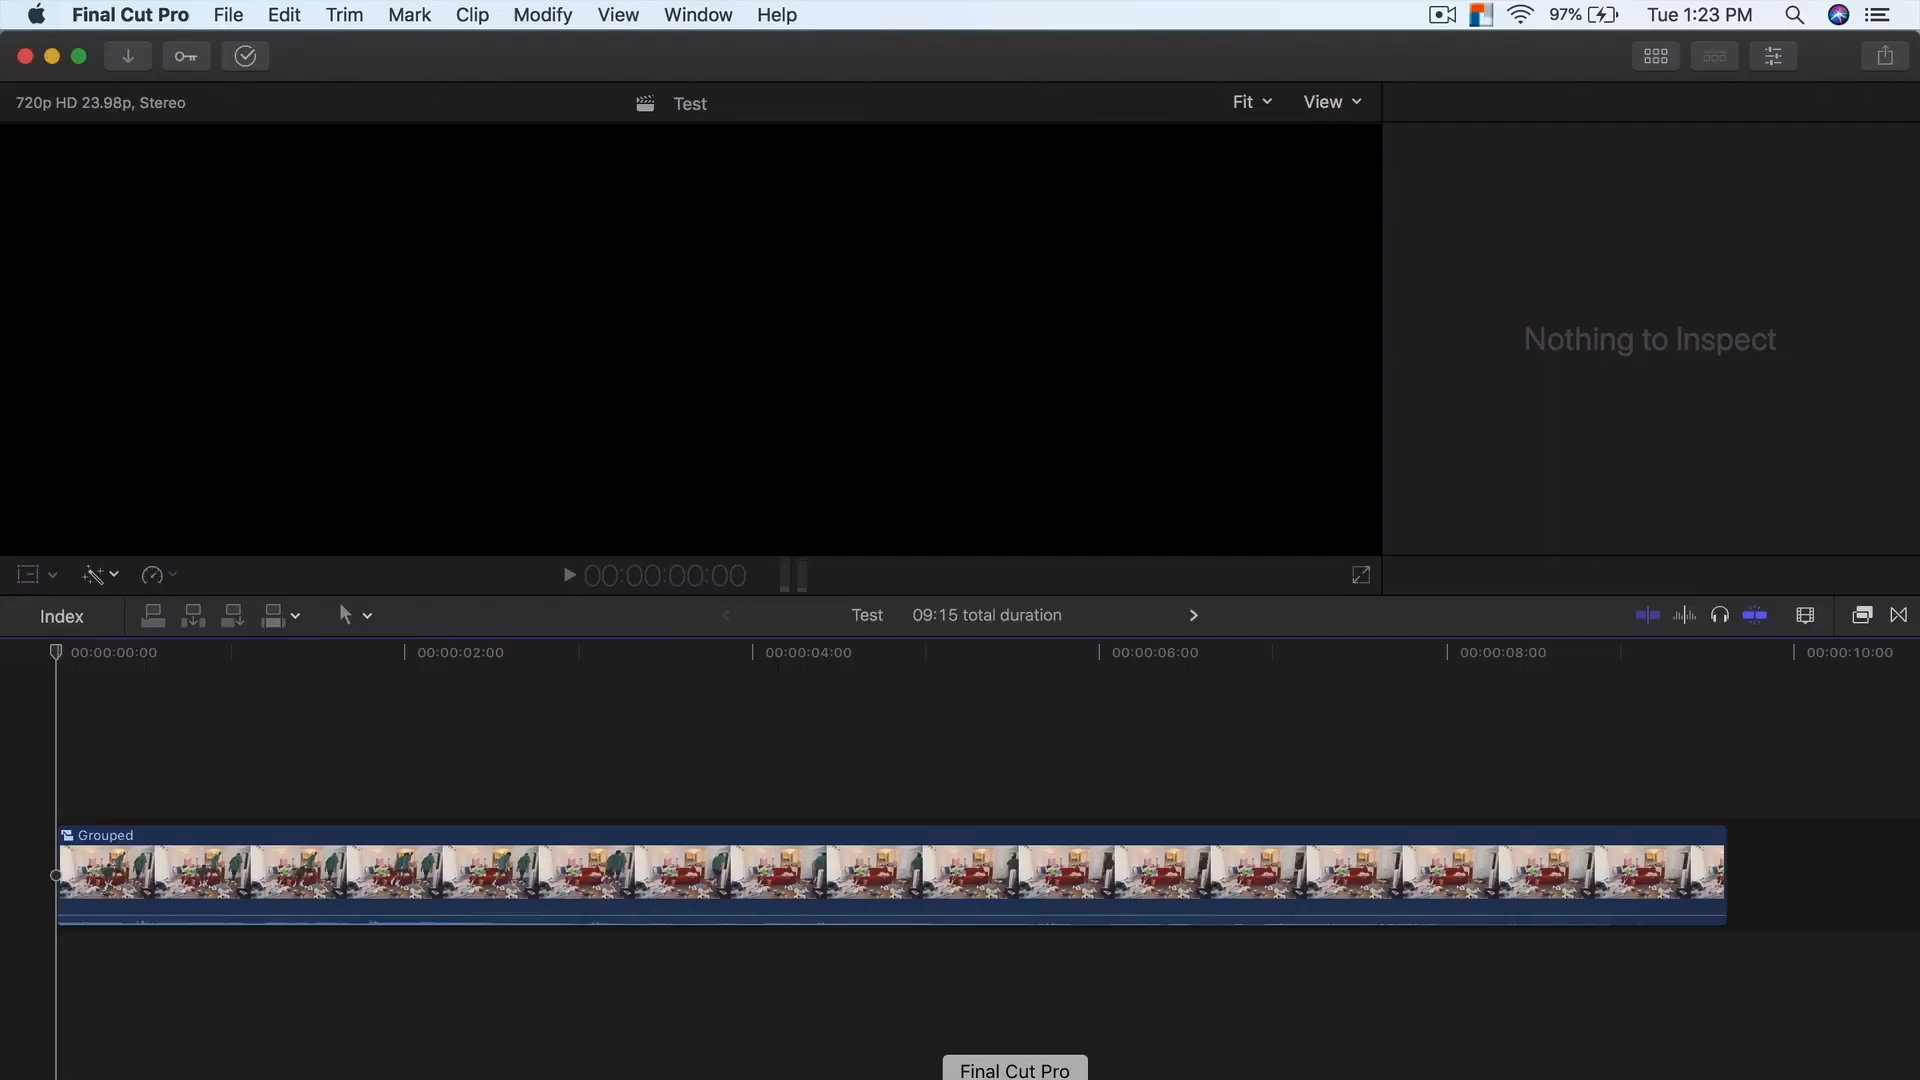 Final Cut Pro File Edit Trim Mark Clip Modify View Window Help 97% Tue 1:23 PM
720p HD 23.98p, Stereo Test Fit View
Nothing to Inspect
00:00:00:00
Index Test 09:15 total duration
00:00:00:00 00:00:02:00 00:00:04:00 00:00:06:00 00:00:08:00 00:00:10:00
Grouped
Final Cut Pro